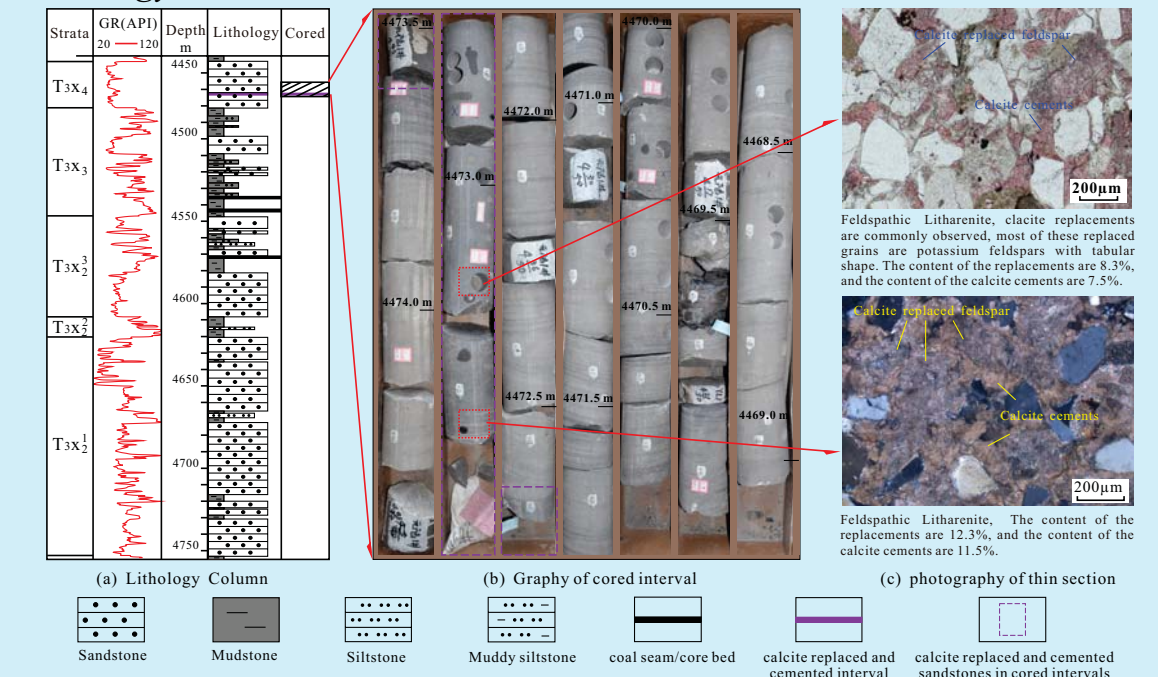 Strata
GR(API)
20 120
Depth
m
Lithology
Cored
T3X4
T3X3
T3X2^3
T3X2^2
T3X2^1
4450
4500
4550
4600
4650
4700
4750
(a) Lithology Column
4473.5 m
4474.0 m
4473.0 m
4472.0 m
4472.5 m
4471.0 m
4471.5 m
4470.0 m
4470.5 m
4469.5 m
4468.5 m
4469.0 m
(b) Graphy of cored interval
Calcite replaced feldspar
Calcite cements
200μm
Feldspathic Litharenite, clacite replacements
are commonly observed, most of these replaced
grains are potassium feldspars with tabular
shape. The content of the replacements are 8.3%,
and the content of the calcite cements are 7.5%.
Calcite replaced feldspar
Calcite cements
200μm
Feldspathic Litharenite, The content of the
replacements are 12.3%, and the content of the
calcite cements are 11.5%.
(c) photography of thin section
Sandstone
Mudstone
Siltstone
Muddy siltstone
coal seam/core bed
calcite replaced and
cemented interval
calcite replaced and cemented
sandstones in cored intervals